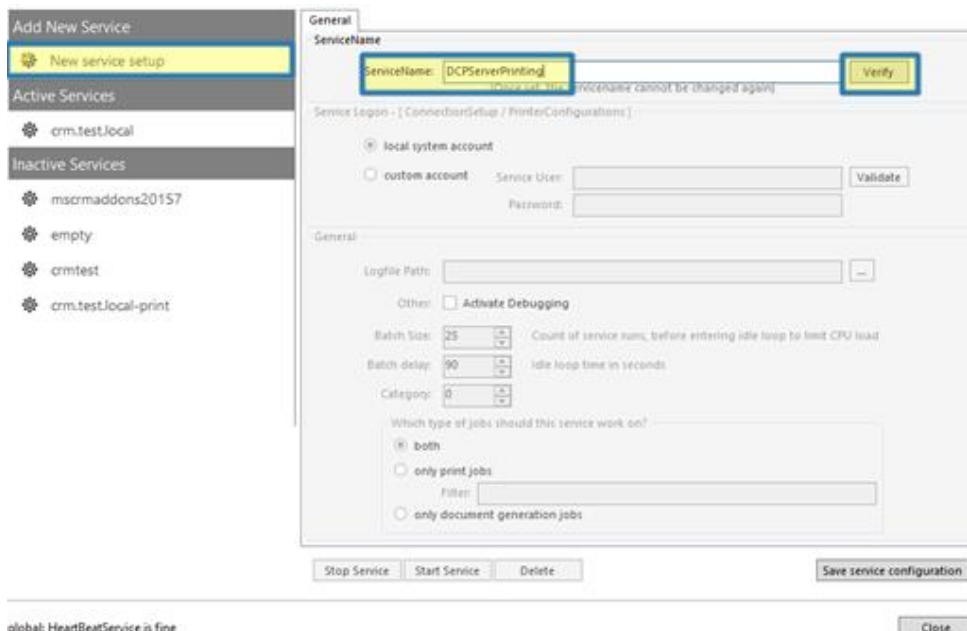 Add New Service
New service setup
Active Services
crm.test.local
Inactive Services
mscrmaddons20157
empty
crmtest
crm.test.local-print
General
ServiceName
ServiceName: DCPServerPrinting Verify
(Once set, the servicename cannot be changed again)
Service Logon - [ ConnectionSetup / PrinterConfigurations ]
local system account
custom account Service User: Validate
Password:
General
Logfile Path: ...
Other: Activate Debugging
Batch Size: 25 Count of service runs, before entering idle loop to limit CPU load
Batch delay: 90 Idle loop time in seconds
Category: 0
Which type of jobs should this service work on?
both
only print jobs
Filter:
only document generation jobs
Stop Service Start Service Delete Save service configuration
global: HeartBeatService is fine Close